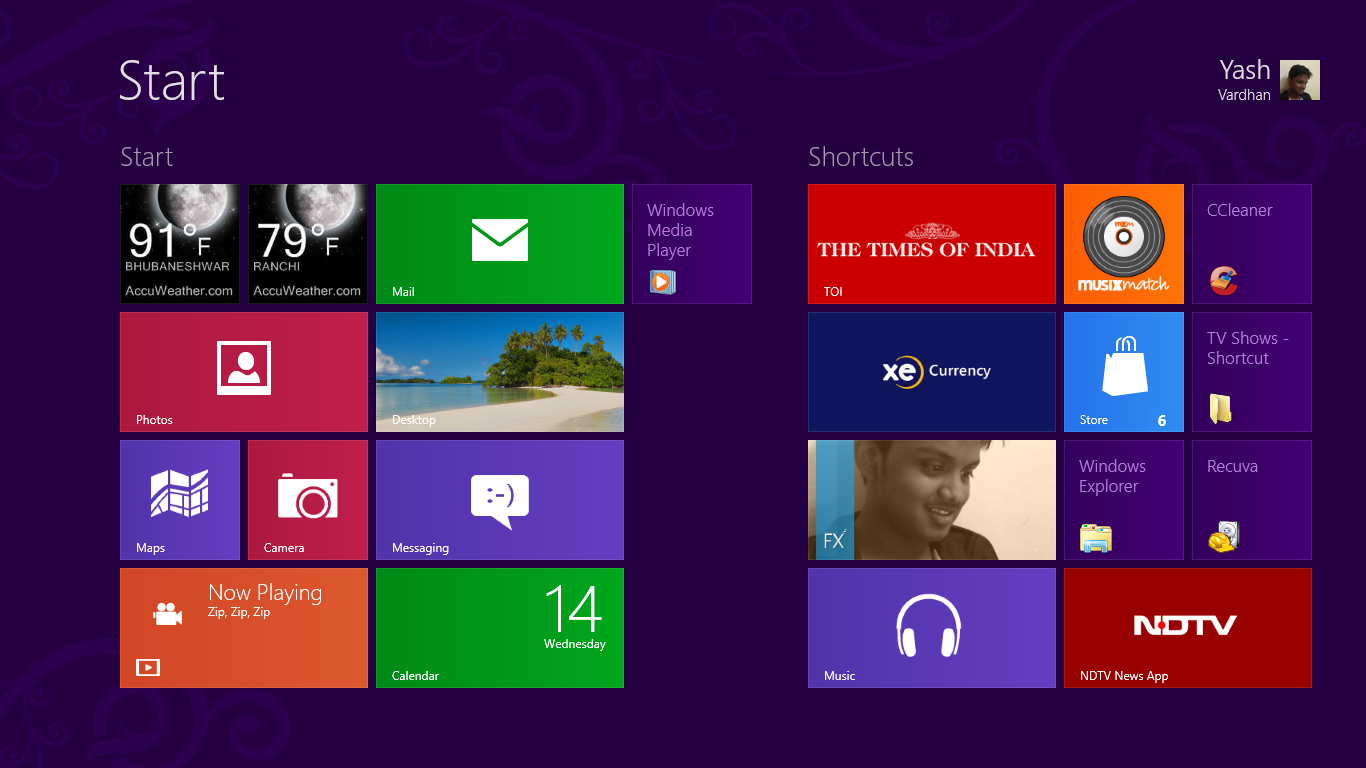 Start
Yash
Vardhan
Start
91°F
BHUBANESHWAR
AccuWeather.com
79°F
RANCHI
AccuWeather.com
Mail
Windows
Media
Player
Photos
Desktop
Maps
Camera
:-)
Messaging
Now Playing
Zip, Zip, Zip
14
Wednesday
Calendar
Shortcuts
THE TIMES OF INDIA
TOI
mxm
musixmatch
CCleaner
xe Currency
Store
6
TV Shows -
Shortcut
FX
Windows
Explorer
Recuva
Music
NDTV
NDTV News App